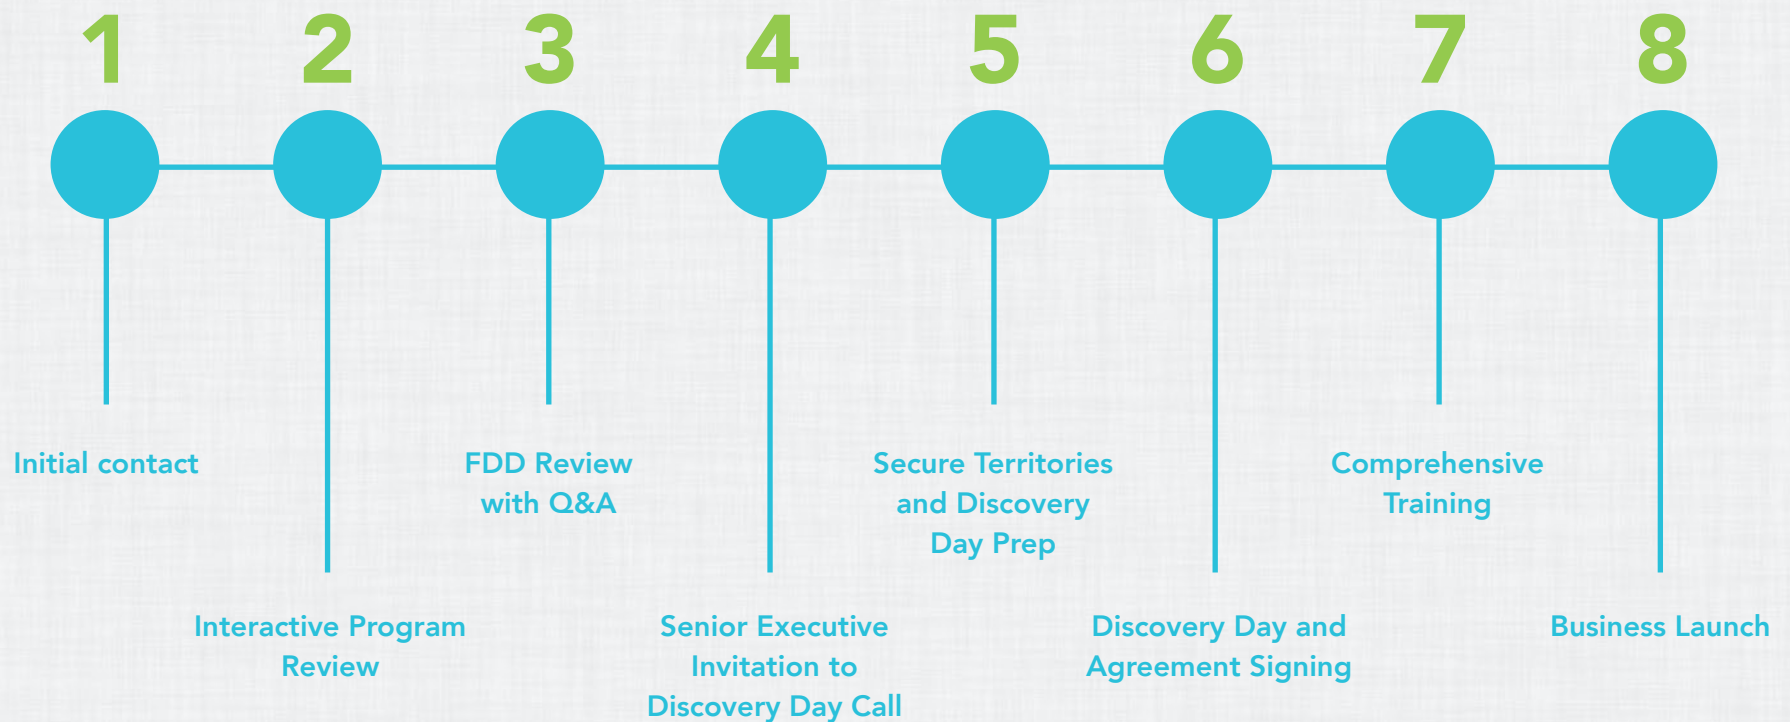 1
2
3
4
5
6
7
8
Initial contact
Interactive Program
Review
FDD Review
with Q&A
Senior Executive
Invitation to
Discovery Day Call
Secure Territories
and Discovery
Day Prep
Discovery Day and
Agreement Signing
Comprehensive
Training
Business Launch